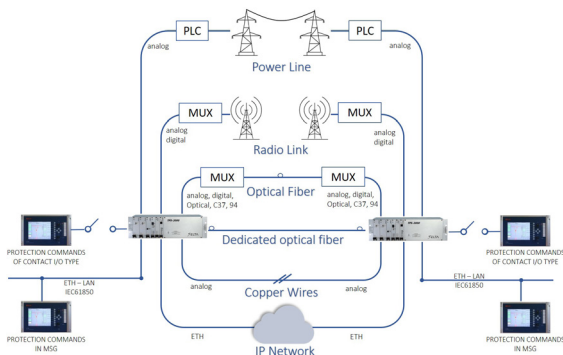 PLC
PLC
analog
analog
Power Line
MUX
MUX
analog
digital
analog
digital
Radio Link
MUX
MUX
analog, digital,
Optical, C37, 94
Optical Fiber
analog, digital,
Optical, C37, 94
Dedicated optical fiber
PROTECTION COMMANDS
OF CONTACT I/O TYPE
PROTECTION COMMANDS
OF CONTACT I/O TYPE
ETH – LAN
IEC61850
ETH – LAN
IEC61850
analog
analog
Copper Wires
PROTECTION COMMANDS
IN MSG
PROTECTION COMMANDS
IN MSG
ETH
ETH
IP Network